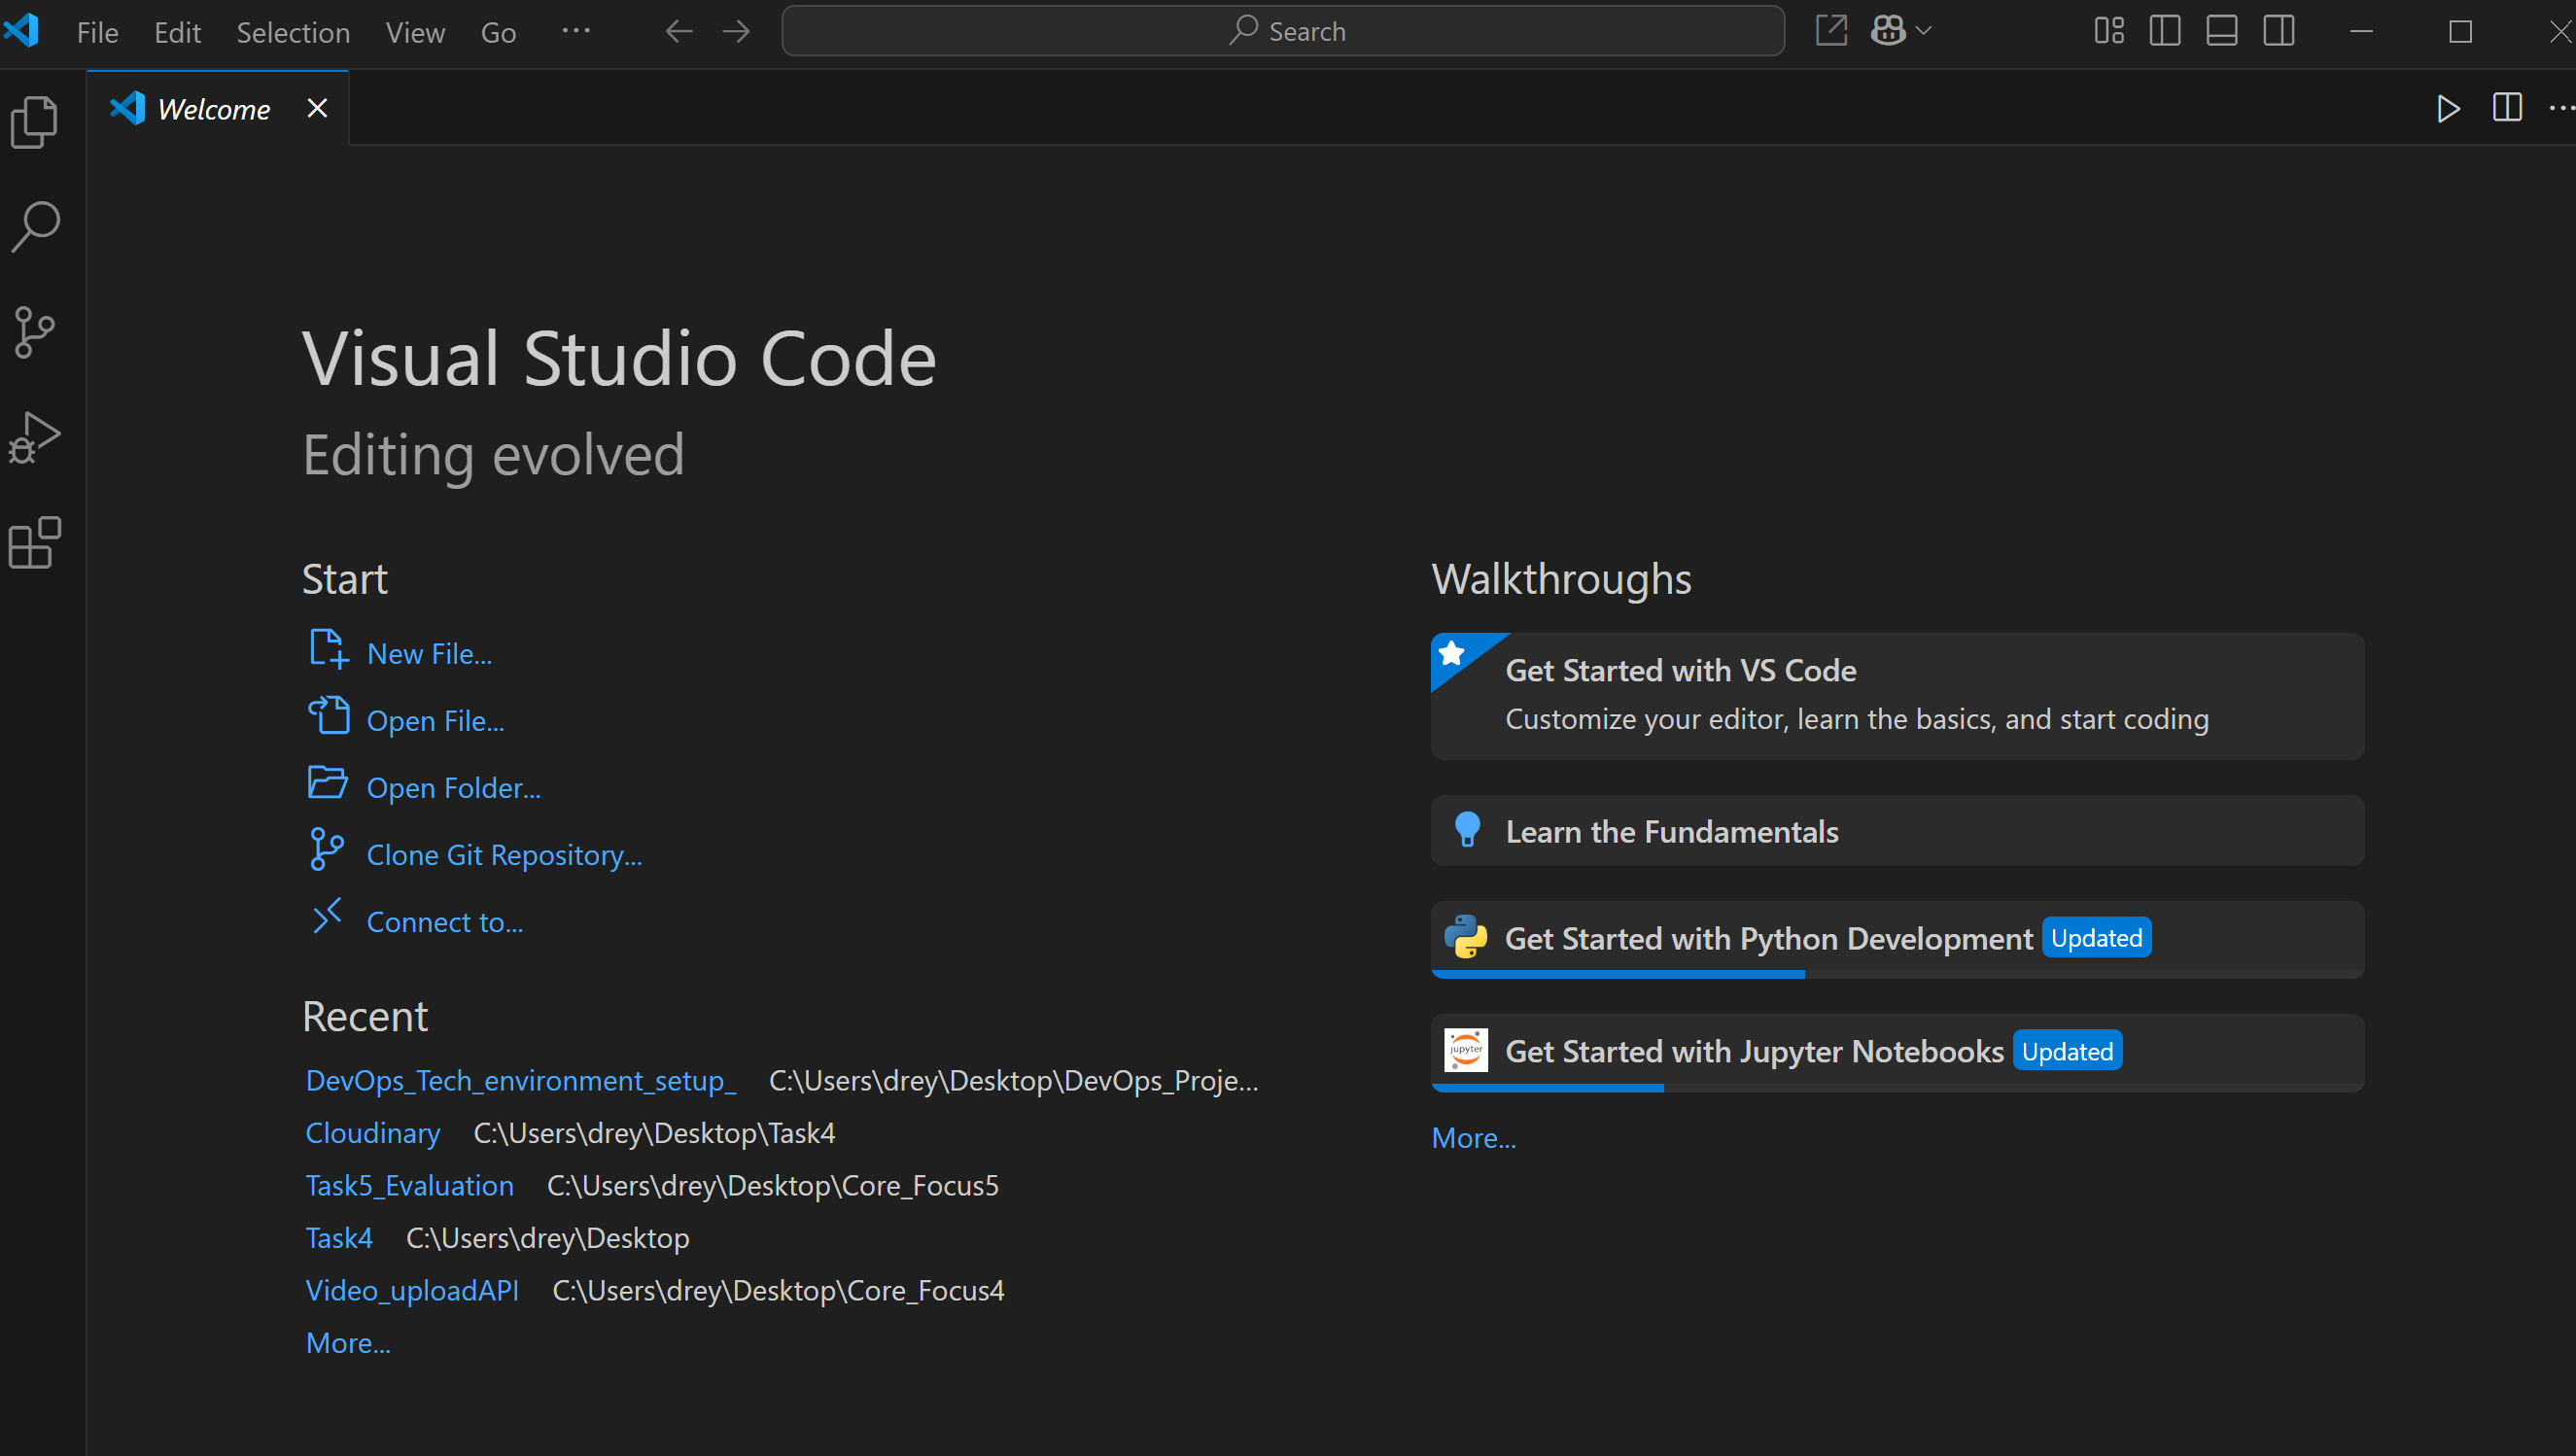 File Edit Selection View Go ... Search
Welcome
Visual Studio Code
Editing evolved
Start
New File...
Open File...
Open Folder...
Clone Git Repository...
Connect to...
Recent
DevOps_Tech_environment_setup_ C:\Users\drey\Desktop\DevOps_Proje...
Cloudinary C:\Users\drey\Desktop\Task4
Task5_Evaluation C:\Users\drey\Desktop\Core_Focus5
Task4 C:\Users\drey\Desktop
Video_uploadAPI C:\Users\drey\Desktop\Core_Focus4
More...
Walkthroughs
Get Started with VS Code
Customize your editor, learn the basics, and start coding
Learn the Fundamentals
Get Started with Python Development Updated
jupyter Get Started with Jupyter Notebooks Updated
More...